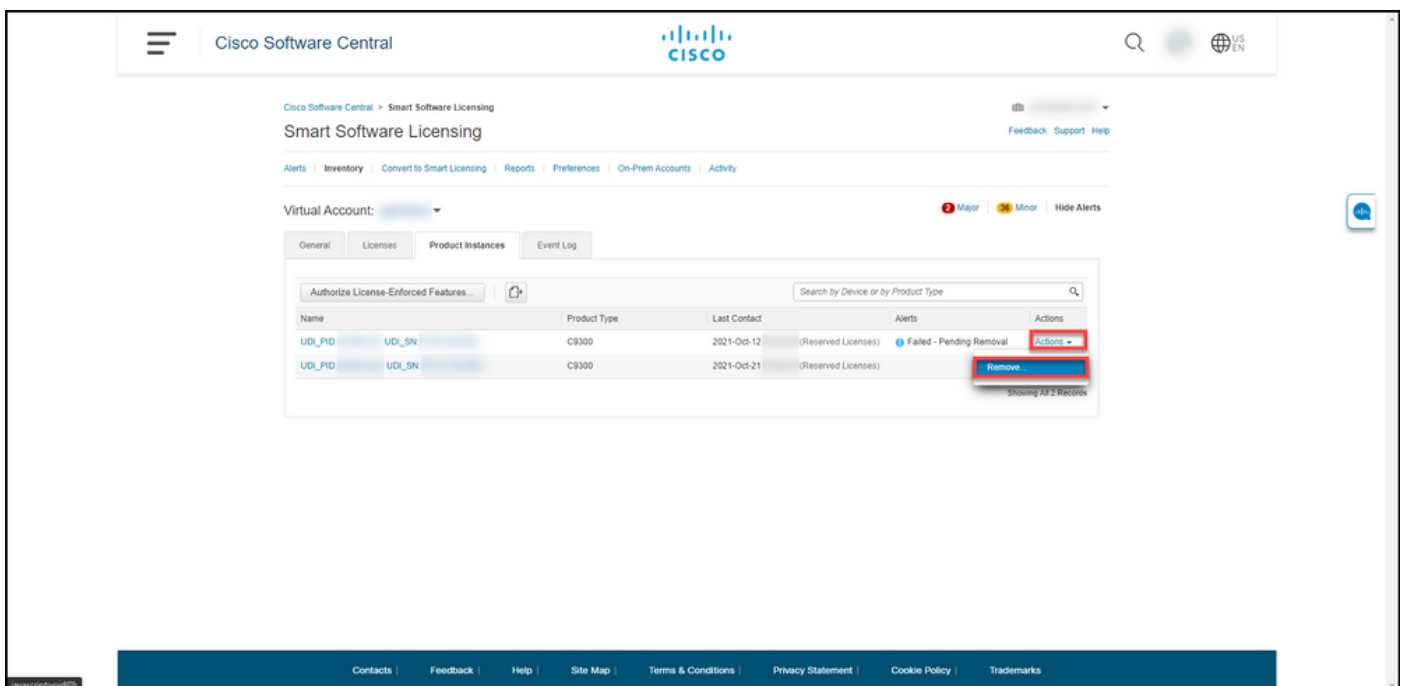 Cisco Software Central
CISCO
US
EN
Cisco Software Central > Smart Software Licensing
Smart Software Licensing
Feedback Support Help
Alerts | Inventory | Convert to Smart Licensing | Reports | Preferences | On-Prem Accounts | Activity
Virtual Account:
2 Major | 36 Minor | Hide Alerts
General Licenses Product Instances Event Log
Authorize License-Enforced Features... Search by Device or by Product Type
Name Product Type Last Contact Alerts Actions
UDI_PID: UDI_SN: C9300 2021-Oct-12 (Reserved Licenses) Failed - Pending Removal Actions
UDI_PID: UDI_SN: C9300 2021-Oct-21 (Reserved Licenses) Remove...
Showing All 2 Records
Contacts | Feedback | Help | Site Map | Terms & Conditions | Privacy Statement | Cookie Policy | Trademarks